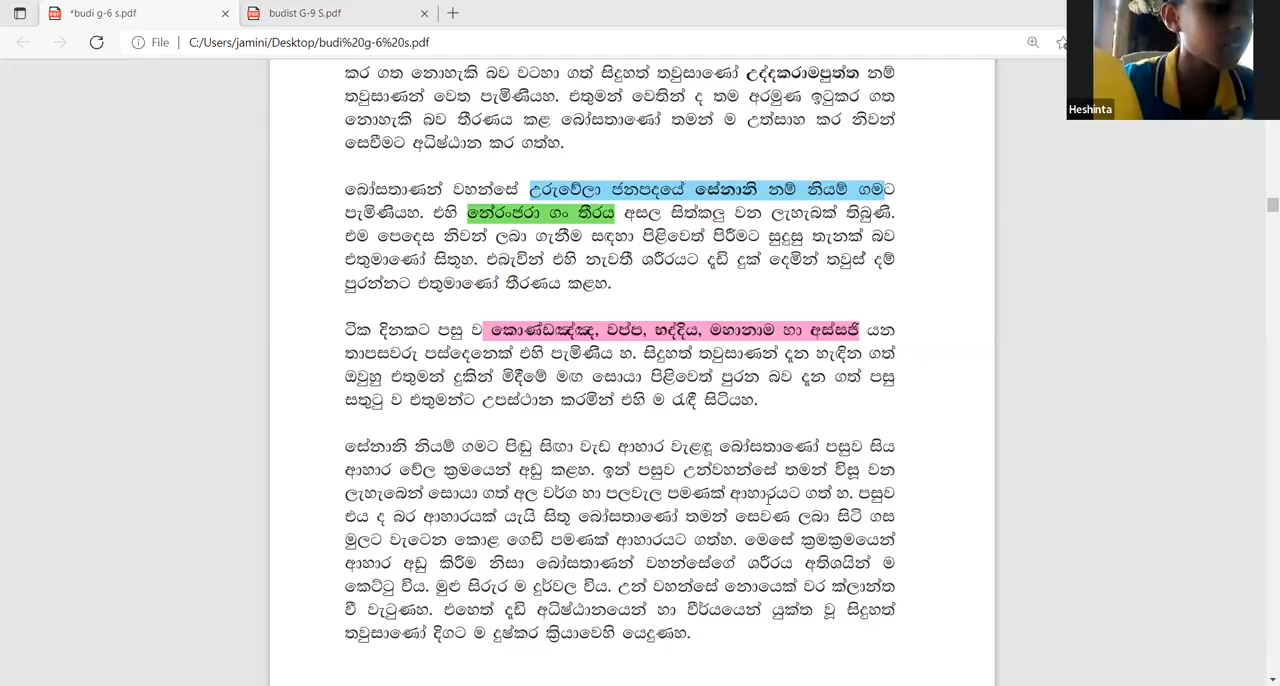 *budi g-6 s.pdf
budist G-9 S.pdf
File | C:/Users/jamini/Desktop/budi%20g-6%20s.pdf
Heshinta
කර ගත නොහැකි බව වටහා ගත් සිදුහත් තවුසාණෝ උද්දකරාමපුත්ත නම්
තවුසාණන් වෙත පැමිණියහ. එතුමන් වෙතින් ද තම අරමුණ ඉටුකර ගත
නොහැකි බව තීරණය කළ බෝසතාණෝ තමන් ම උත්සාහ කර නිවන්
සෙවීමට අධිෂ්ඨාන කර ගත්හ.
බෝසතාණන් වහන්සේ උරුවේලා ජනපදයේ සේනානි නම් නියම් ගමට
පැමිණියහ. එහි නේරංජරා ගං තීරය අසල සිත්කලු වන ලැහැබක් තිබුණි.
එම පෙදෙස නිවන් ලබා ගැනීම සඳහා පිළිවෙත් පිරීමට සුදුසු තැනක් බව
එතුමාණෝ සිතූහ. එබැවින් එහි නැවතී ශරීරයට දැඩි දුක් දෙමින් තවුස් දම්
පුරන්නට එතුමාණෝ තීරණය කළහ.
ටික දිනකට පසු ව කොණ්ඩඤ්ඤ, වප්ප, භද්දිය, මහානාම හා අස්සජි යන
තාපසවරු පස්දෙනෙක් එහි පැමිණිය හ. සිදුහත් තවුසාණන් දැන හැඳින ගත්
ඔවුහු එතුමන් දුකින් මිදීමේ මඟ සොයා පිළිවෙත් පුරන බව දැන ගත් පසු
සතුටු ව එතුමන්ට උපස්ථාන කරමින් එහි ම රැඳී සිටියහ.
සේනානි නියම් ගමට පිඬු සිඟා වැඩ ආහාර වැළඳූ බෝසතාණෝ පසුව සිය
ආහාර වේල ක්‍රමයෙන් අඩු කළහ. ඉන් පසුව උන්වහන්සේ තමන් විසූ වන
ලැහැබෙන් සොයා ගත් අල වර්ග හා පලවැල පමණක් ආහාරයට ගත් හ. පසුව
එය ද බර ආහාරයක් යැයි සිතූ බෝසතාණෝ තමන් සෙවණ ලබා සිටි ගස
මුලට වැටෙන කොළ ගෙඩි පමණක් ආහාරයට ගත්හ. මෙසේ ක්‍රමක්‍රමයෙන්
ආහාර අඩු කිරීම නිසා බෝසතාණන් වහන්සේගේ ශරීරය අතිශයින් ම
කෙට්ටු විය. මුළු සිරුර ම දුර්වල විය. උන් වහන්සේ නොයෙක් වර ක්ලාන්ත
වී වැටුණහ. එහෙත් දැඩි අධිෂ්ඨානයෙන් හා වීර්යයෙන් යුක්ත වූ සිදුහත්
තවුසාණෝ දිගට ම දුෂ්කර ක්‍රියාවෙහි යෙදුණහ.